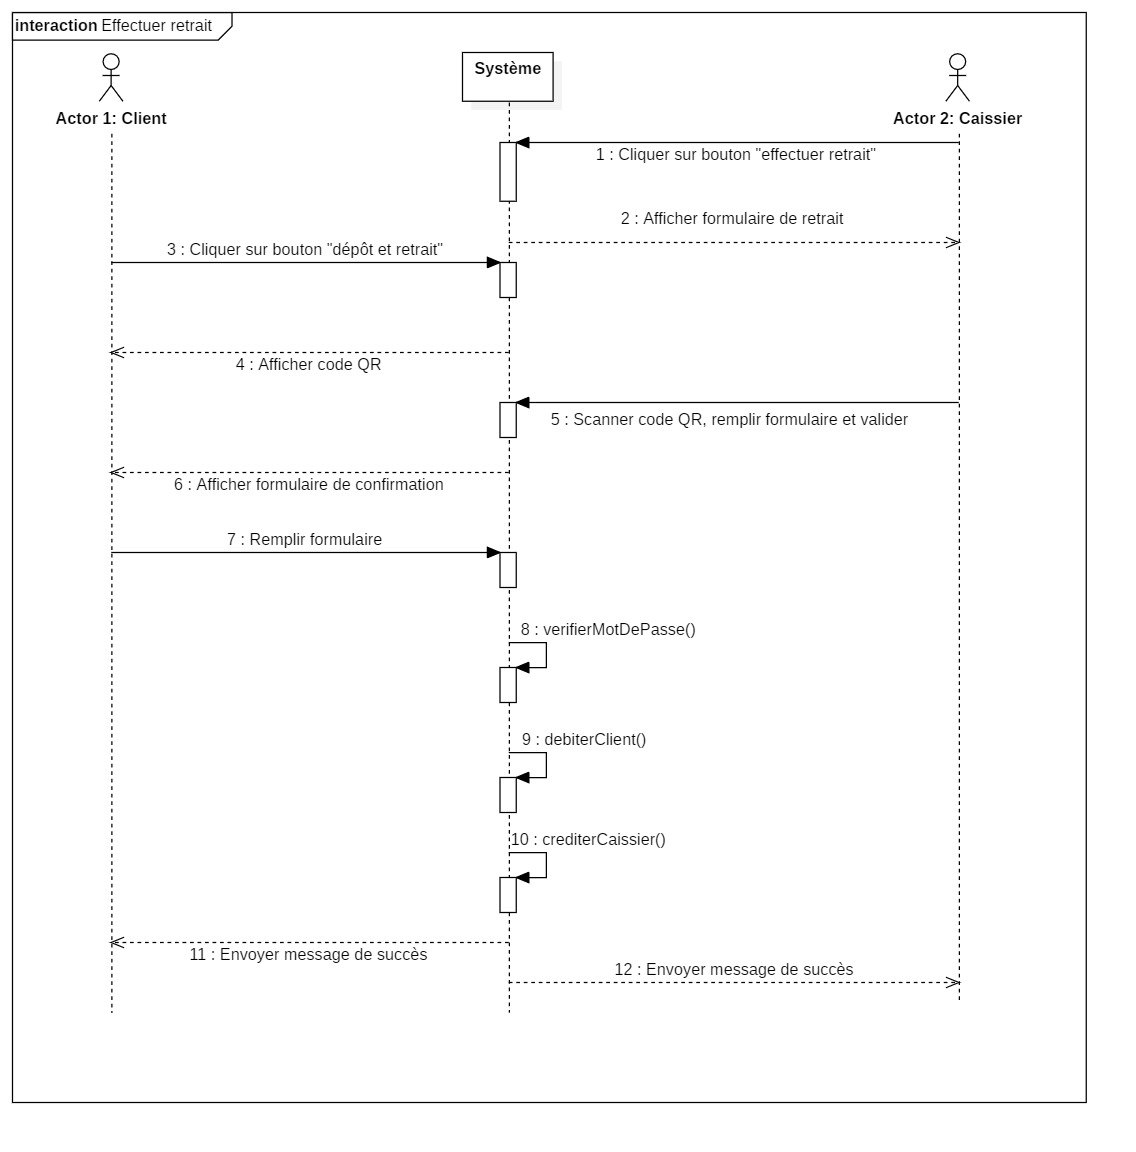 interaction Effectuer retrait
Système
Actor 1: Client
Actor 2: Caissier
1 : Cliquer sur bouton "effectuer retrait"
2 : Afficher formulaire de retrait
3 : Cliquer sur bouton "dépôt et retrait"
4 : Afficher code QR
5 : Scanner code QR, remplir formulaire et valider
6 : Afficher formulaire de confirmation
7 : Remplir formulaire
8 : verifierMotDePasse()
9 : debiterClient()
10 : crediterCaissier()
11 : Envoyer message de succès
12 : Envoyer message de succès